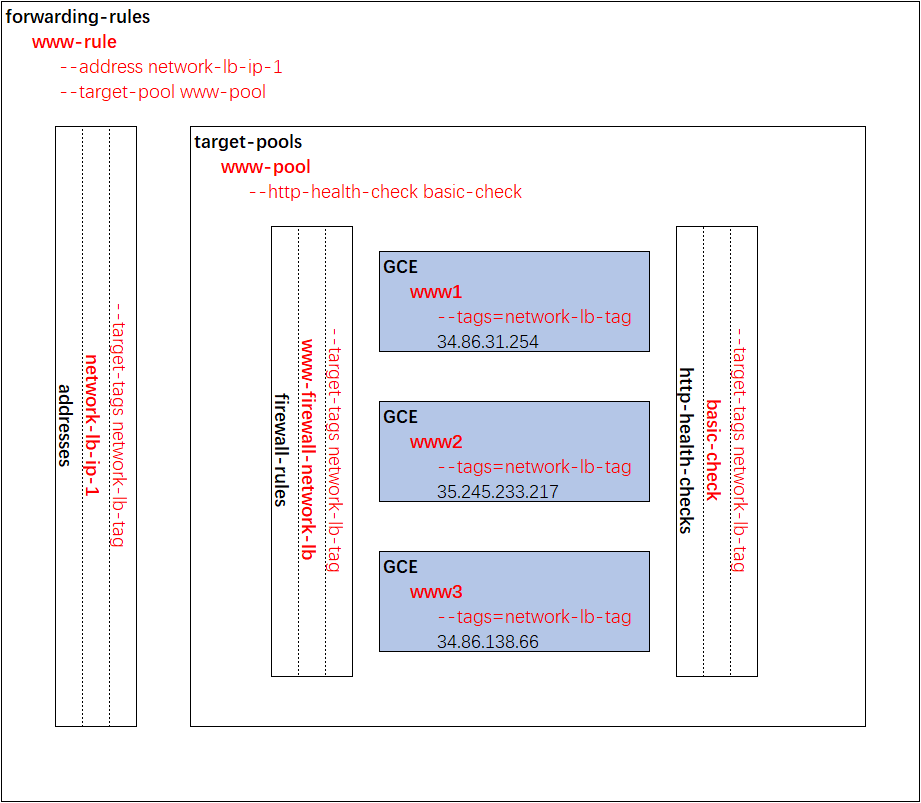 forwarding-rules
www-rule
--address network-lb-ip-1
--target-pool www-pool
addresses
network-lb-ip-1
--target-tags network-lb-tag
target-pools
www-pool
--http-health-check basic-check
firewall-rules
www-firewall-network-lb
--target-tags network-lb-tag
GCE
www1
--tags=network-lb-tag
34.86.31.254
GCE
www2
--tags=network-lb-tag
35.245.233.217
GCE
www3
--tags=network-lb-tag
34.86.138.66
http-health-checks
basic-check
--target-tags network-lb-tag